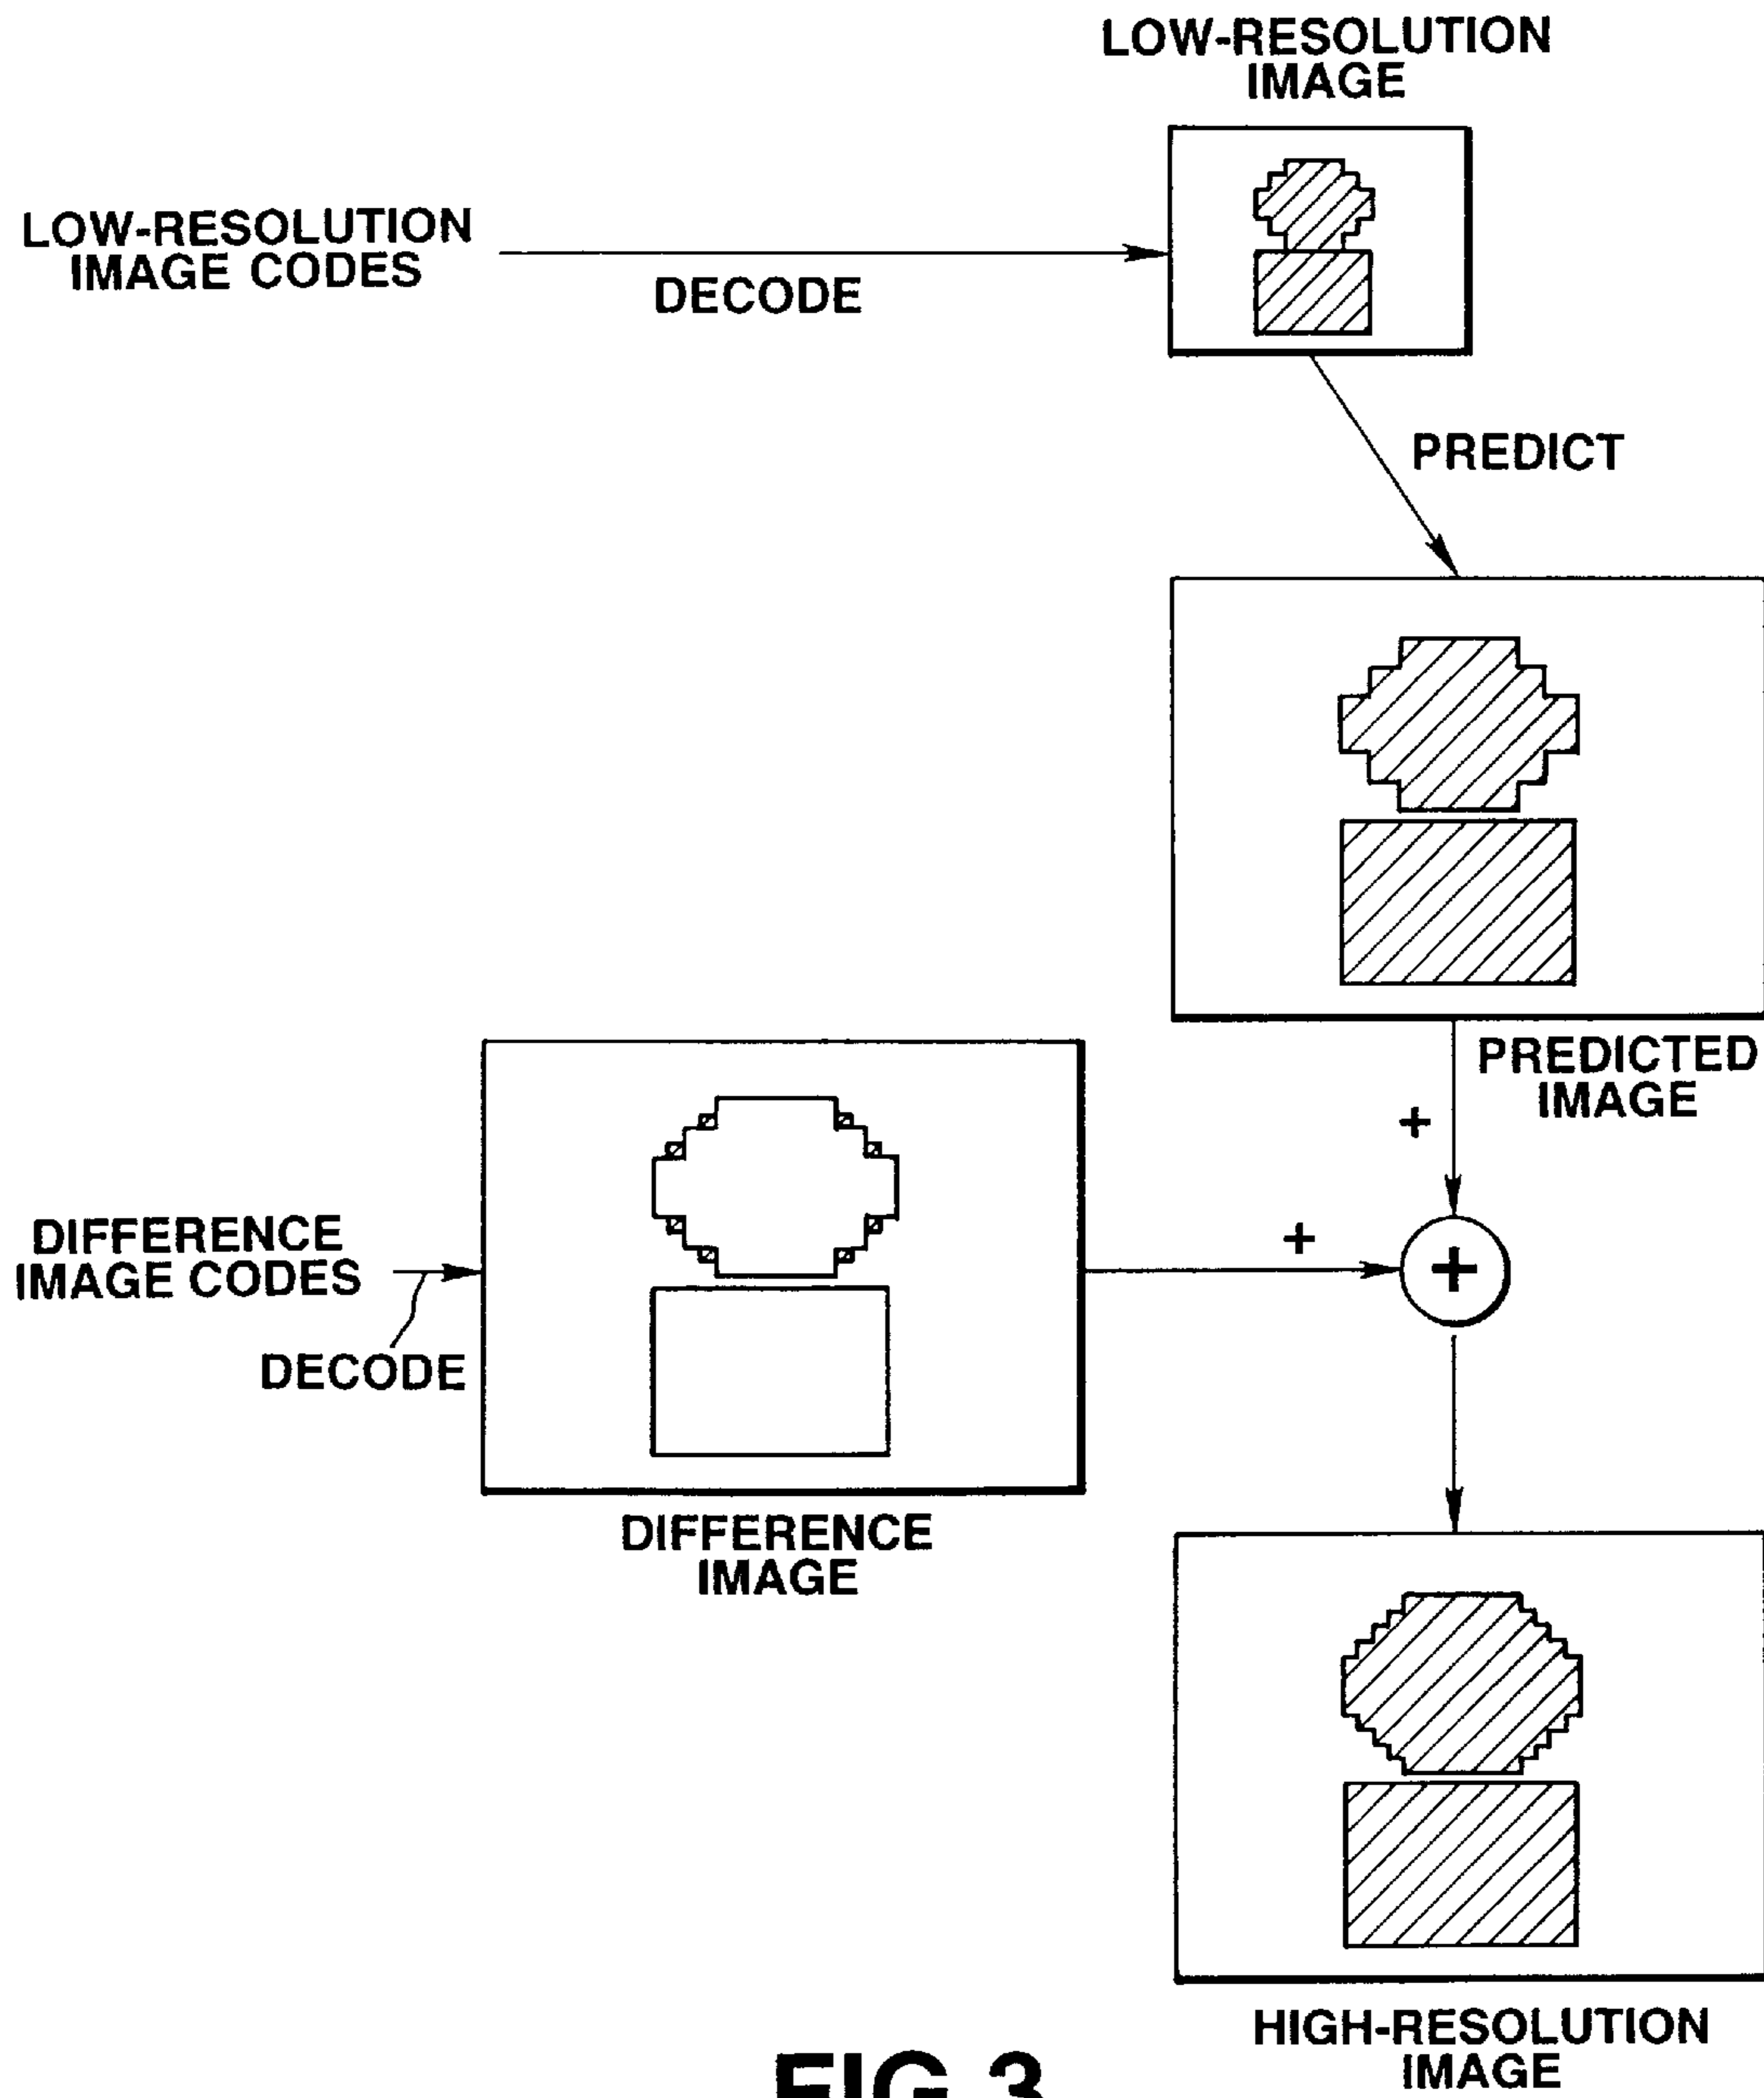 LOW-RESOLUTION
IMAGE
LOW-RESOLUTION
IMAGE CODES
DECODE
PREDICT
PREDICTED
IMAGE
+
+
+
DIFFERENCE
IMAGE CODES
DECODE
DIFFERENCE
IMAGE
HIGH-RESOLUTION
IMAGE
FIG.3